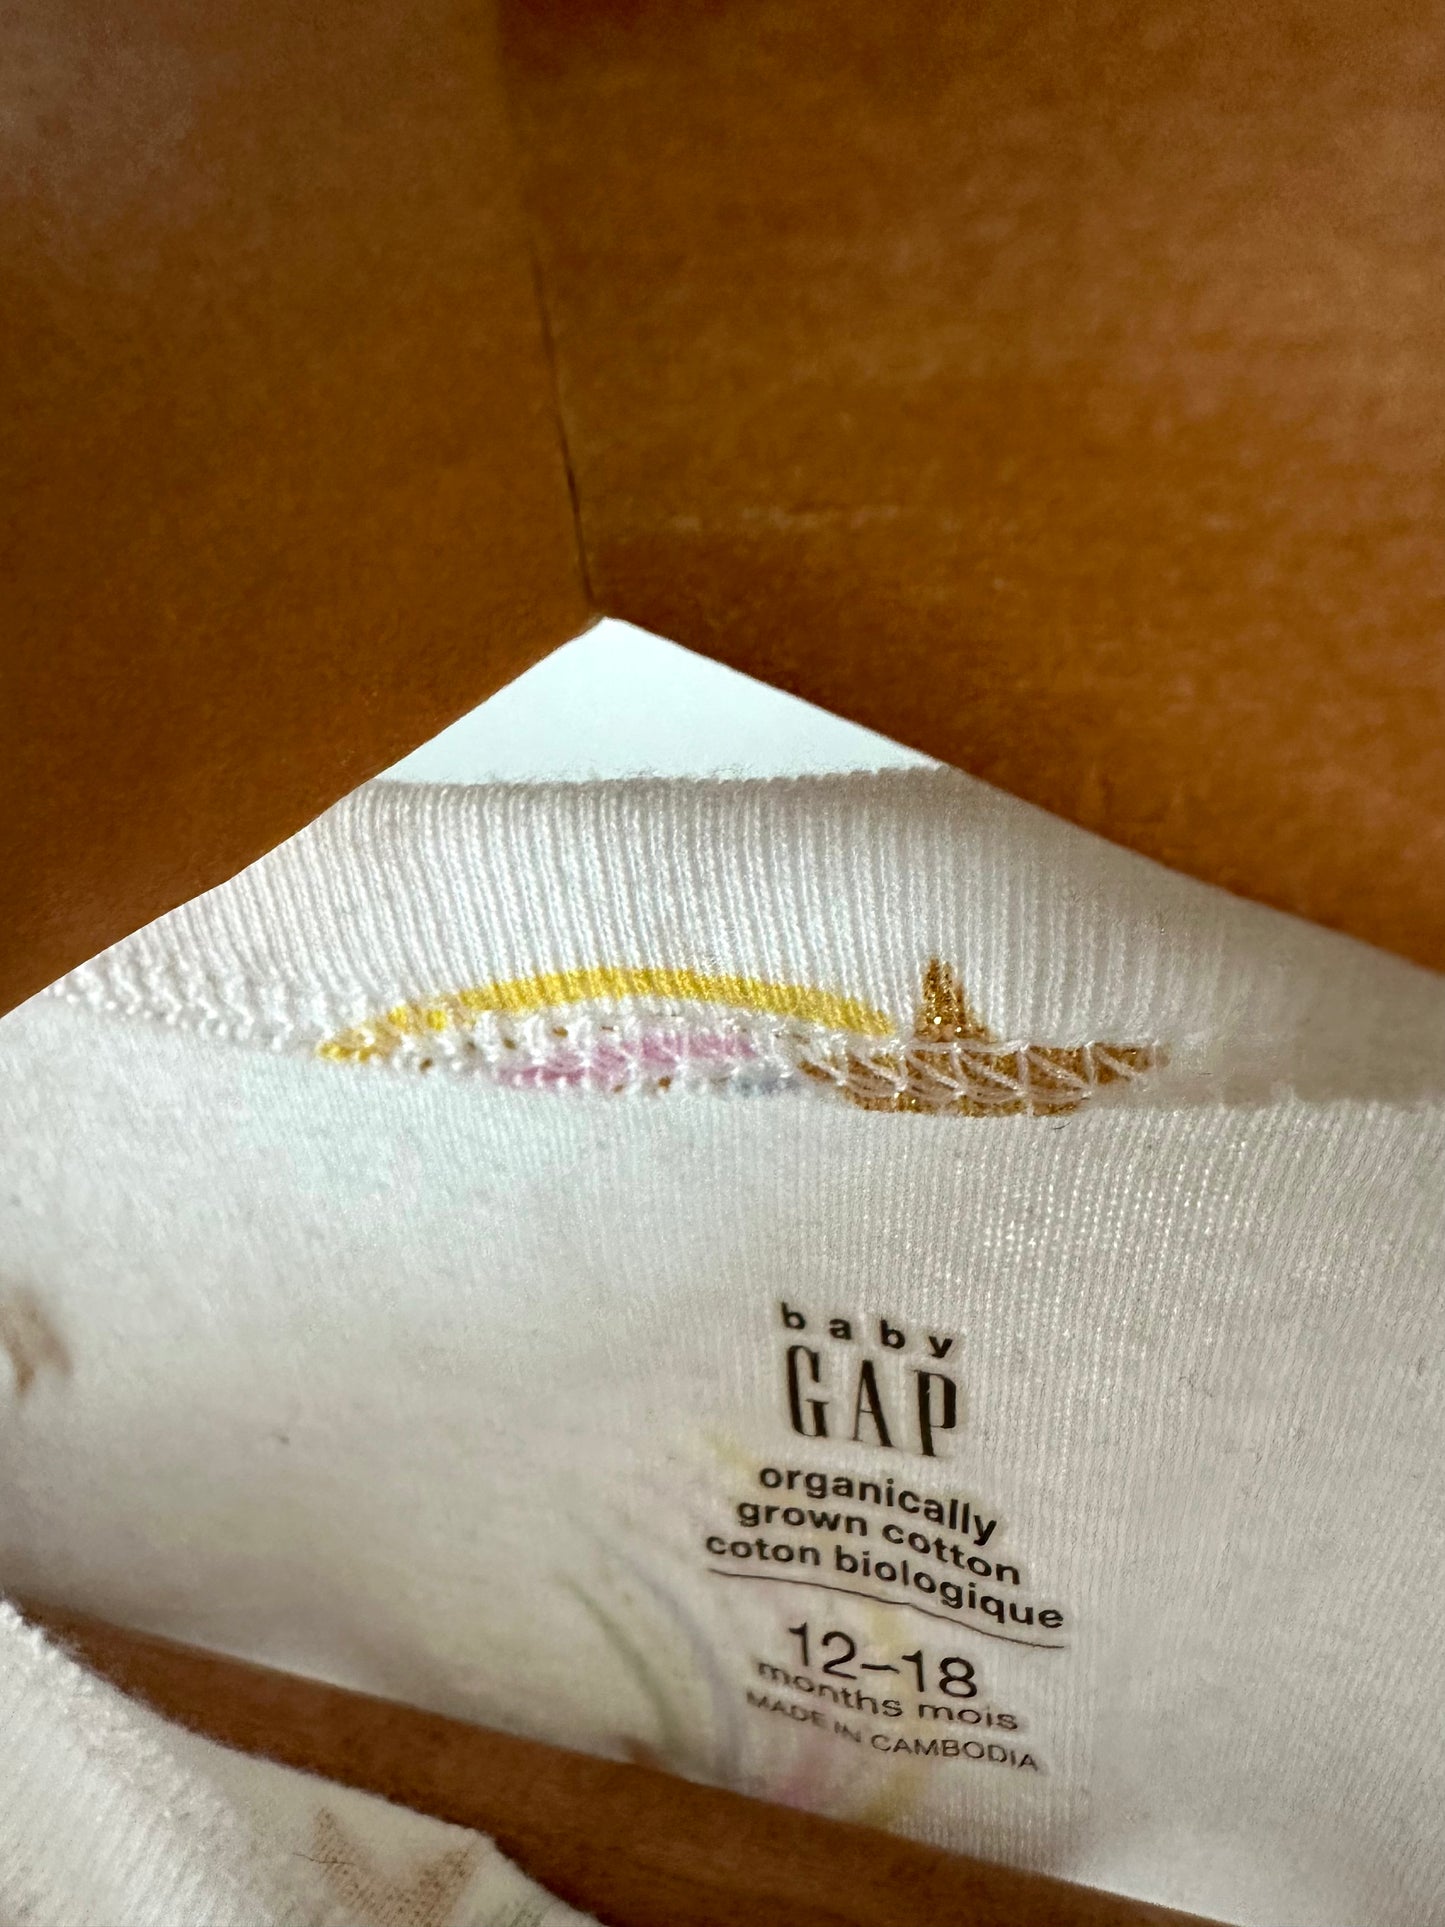 baby
GAP
organically
grown cotton
coton biologique
12–18
months mois
MADE IN CAMBODIA